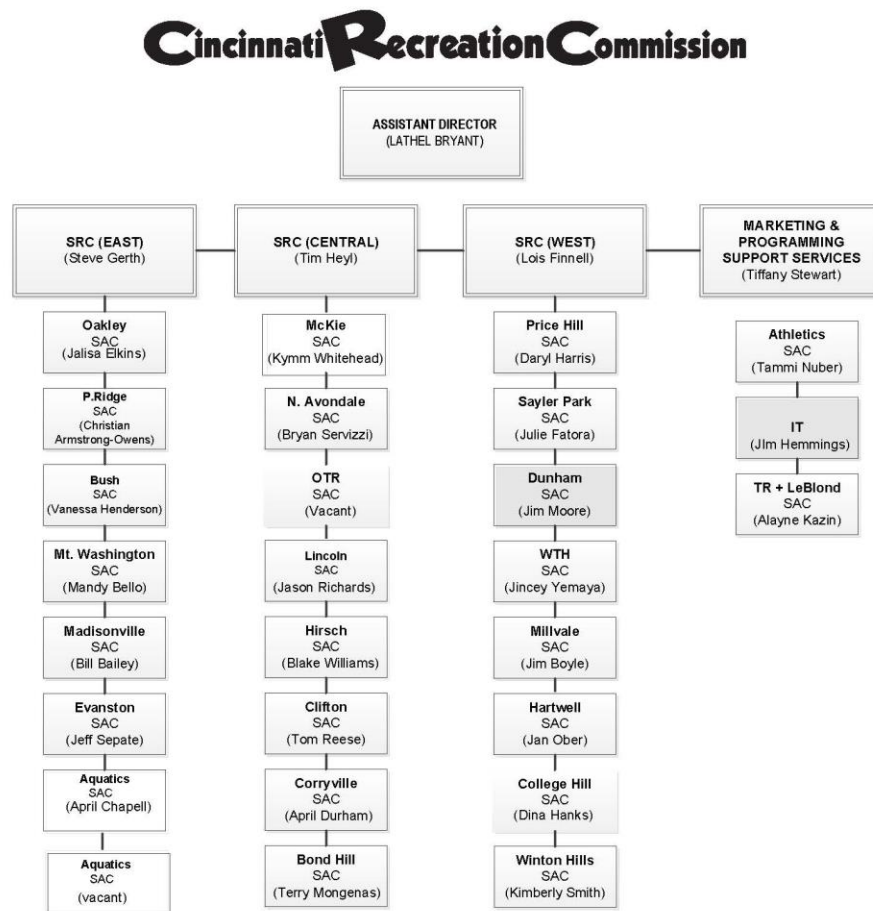 Cincinnati Recreation Commission
ASSISTANT DIRECTOR
(LATHEL BRYANT)
SRC (EAST)
(Steve Gerth)
SRC (CENTRAL)
(Tim Heyl)
SRC (WEST)
(Lois Finnell)
MARKETING &
PROGRAMMING
SUPPORT SERVICES
(Tiffany Stewart)
Oakley
SAC
(Jalisa Elkins)
P.Ridge
SAC
(Christian
Armstrong-Owens)
Bush
SAC
(Vanessa Henderson)
Mt. Washington
SAC
(Mandy Bello)
Madisonville
SAC
(Bill Bailey)
Evanston
SAC
(Jeff Sepate)
Aquatics
SAC
(April Chapell)
Aquatics
SAC
(vacant)
McKie
SAC
(Kymm Whitehead)
N. Avondale
SAC
(Bryan Servizzi)
OTR
SAC
(Vacant)
Lincoln
SAC
(Jason Richards)
Hirsch
SAC
(Blake Williams)
Clifton
SAC
(Tom Reese)
Corryville
SAC
(April Durham)
Bond Hill
SAC
(Terry Mongenas)
Price Hill
SAC
(Daryl Harris)
Sayler Park
SAC
(Julie Fatora)
Dunham
SAC
(Jim Moore)
WTH
SAC
(Jincey Yemaya)
Millvale
SAC
(Jim Boyle)
Hartwell
SAC
(Jan Ober)
College Hill
SAC
(Dina Hanks)
Winton Hills
SAC
(Kimberly Smith)
Athletics
SAC
(Tammi Nuber)
IT
(JIm Hemmings)
TR + LeBlond
SAC
(Alayne Kazin)